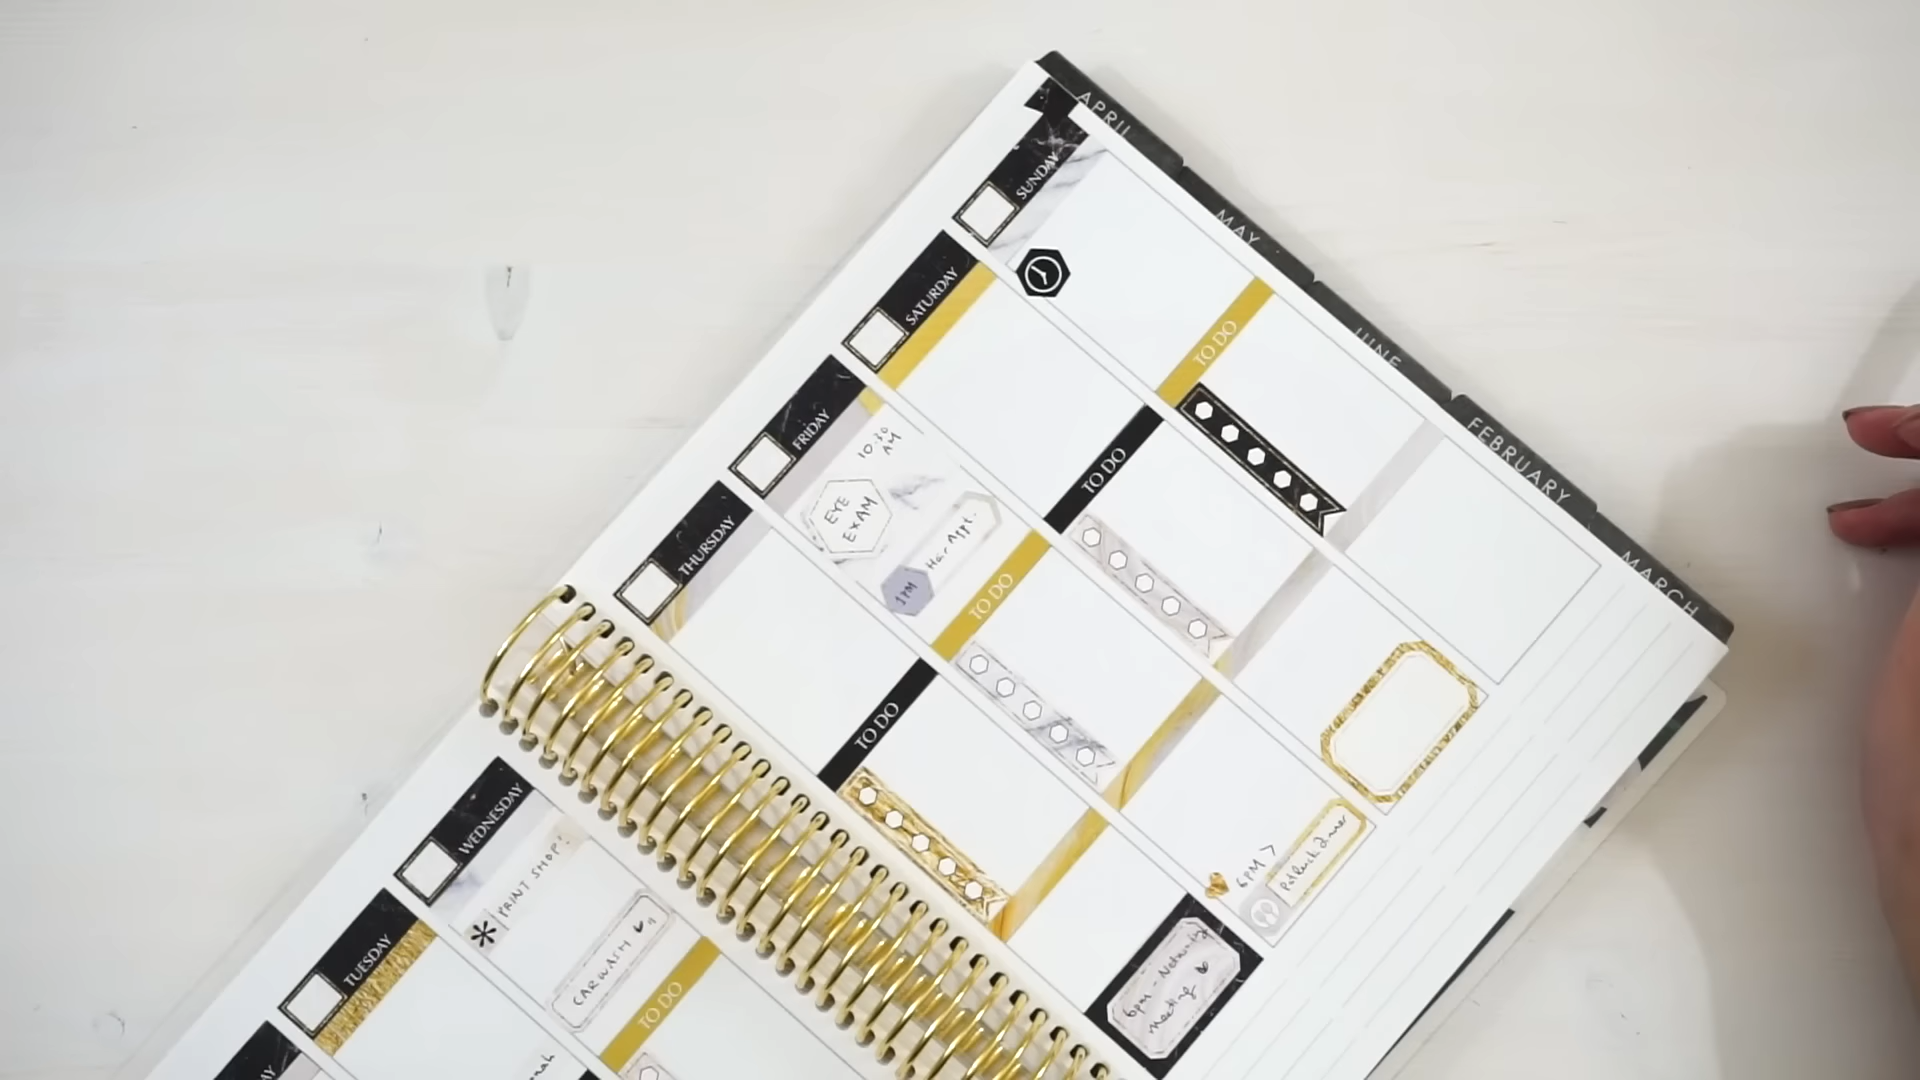 APRIL
MAY
JUNE
FEBRUARY
MARCH
SUNDAY
SATURDAY
FRIDAY
THURSDAY
WEDNESDAY
TUESDAY
TO DO
TO DO
TO DO
TO DO
TO DO
10:30
AM
EYE
EXAM
Hair Appt.
1PM
6PM >
Potluck dinner
6pm - Networking
meeting
PRINT SHOP!
CARWASH